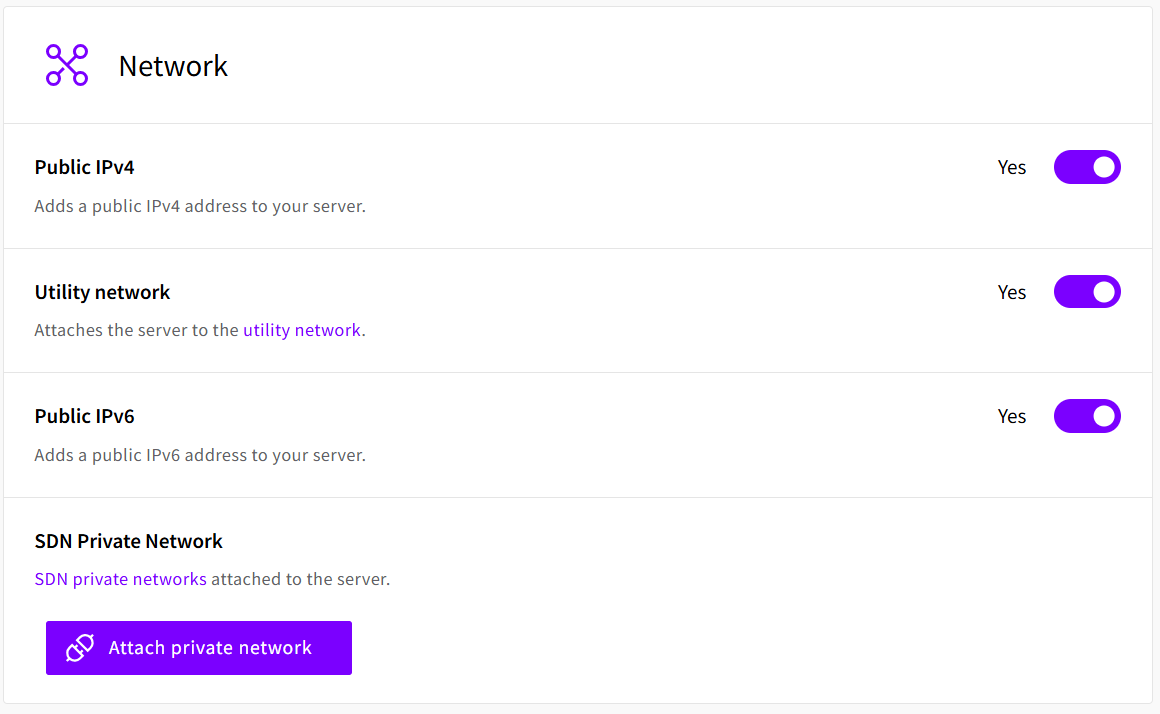 Network
Public IPv4
Yes
Adds a public IPv4 address to your server.
Utility network
Yes
Attaches the server to the utility network.
Public IPv6
Yes
Adds a public IPv6 address to your server.
SDN Private Network
SDN private networks attached to the server.
Attach private network